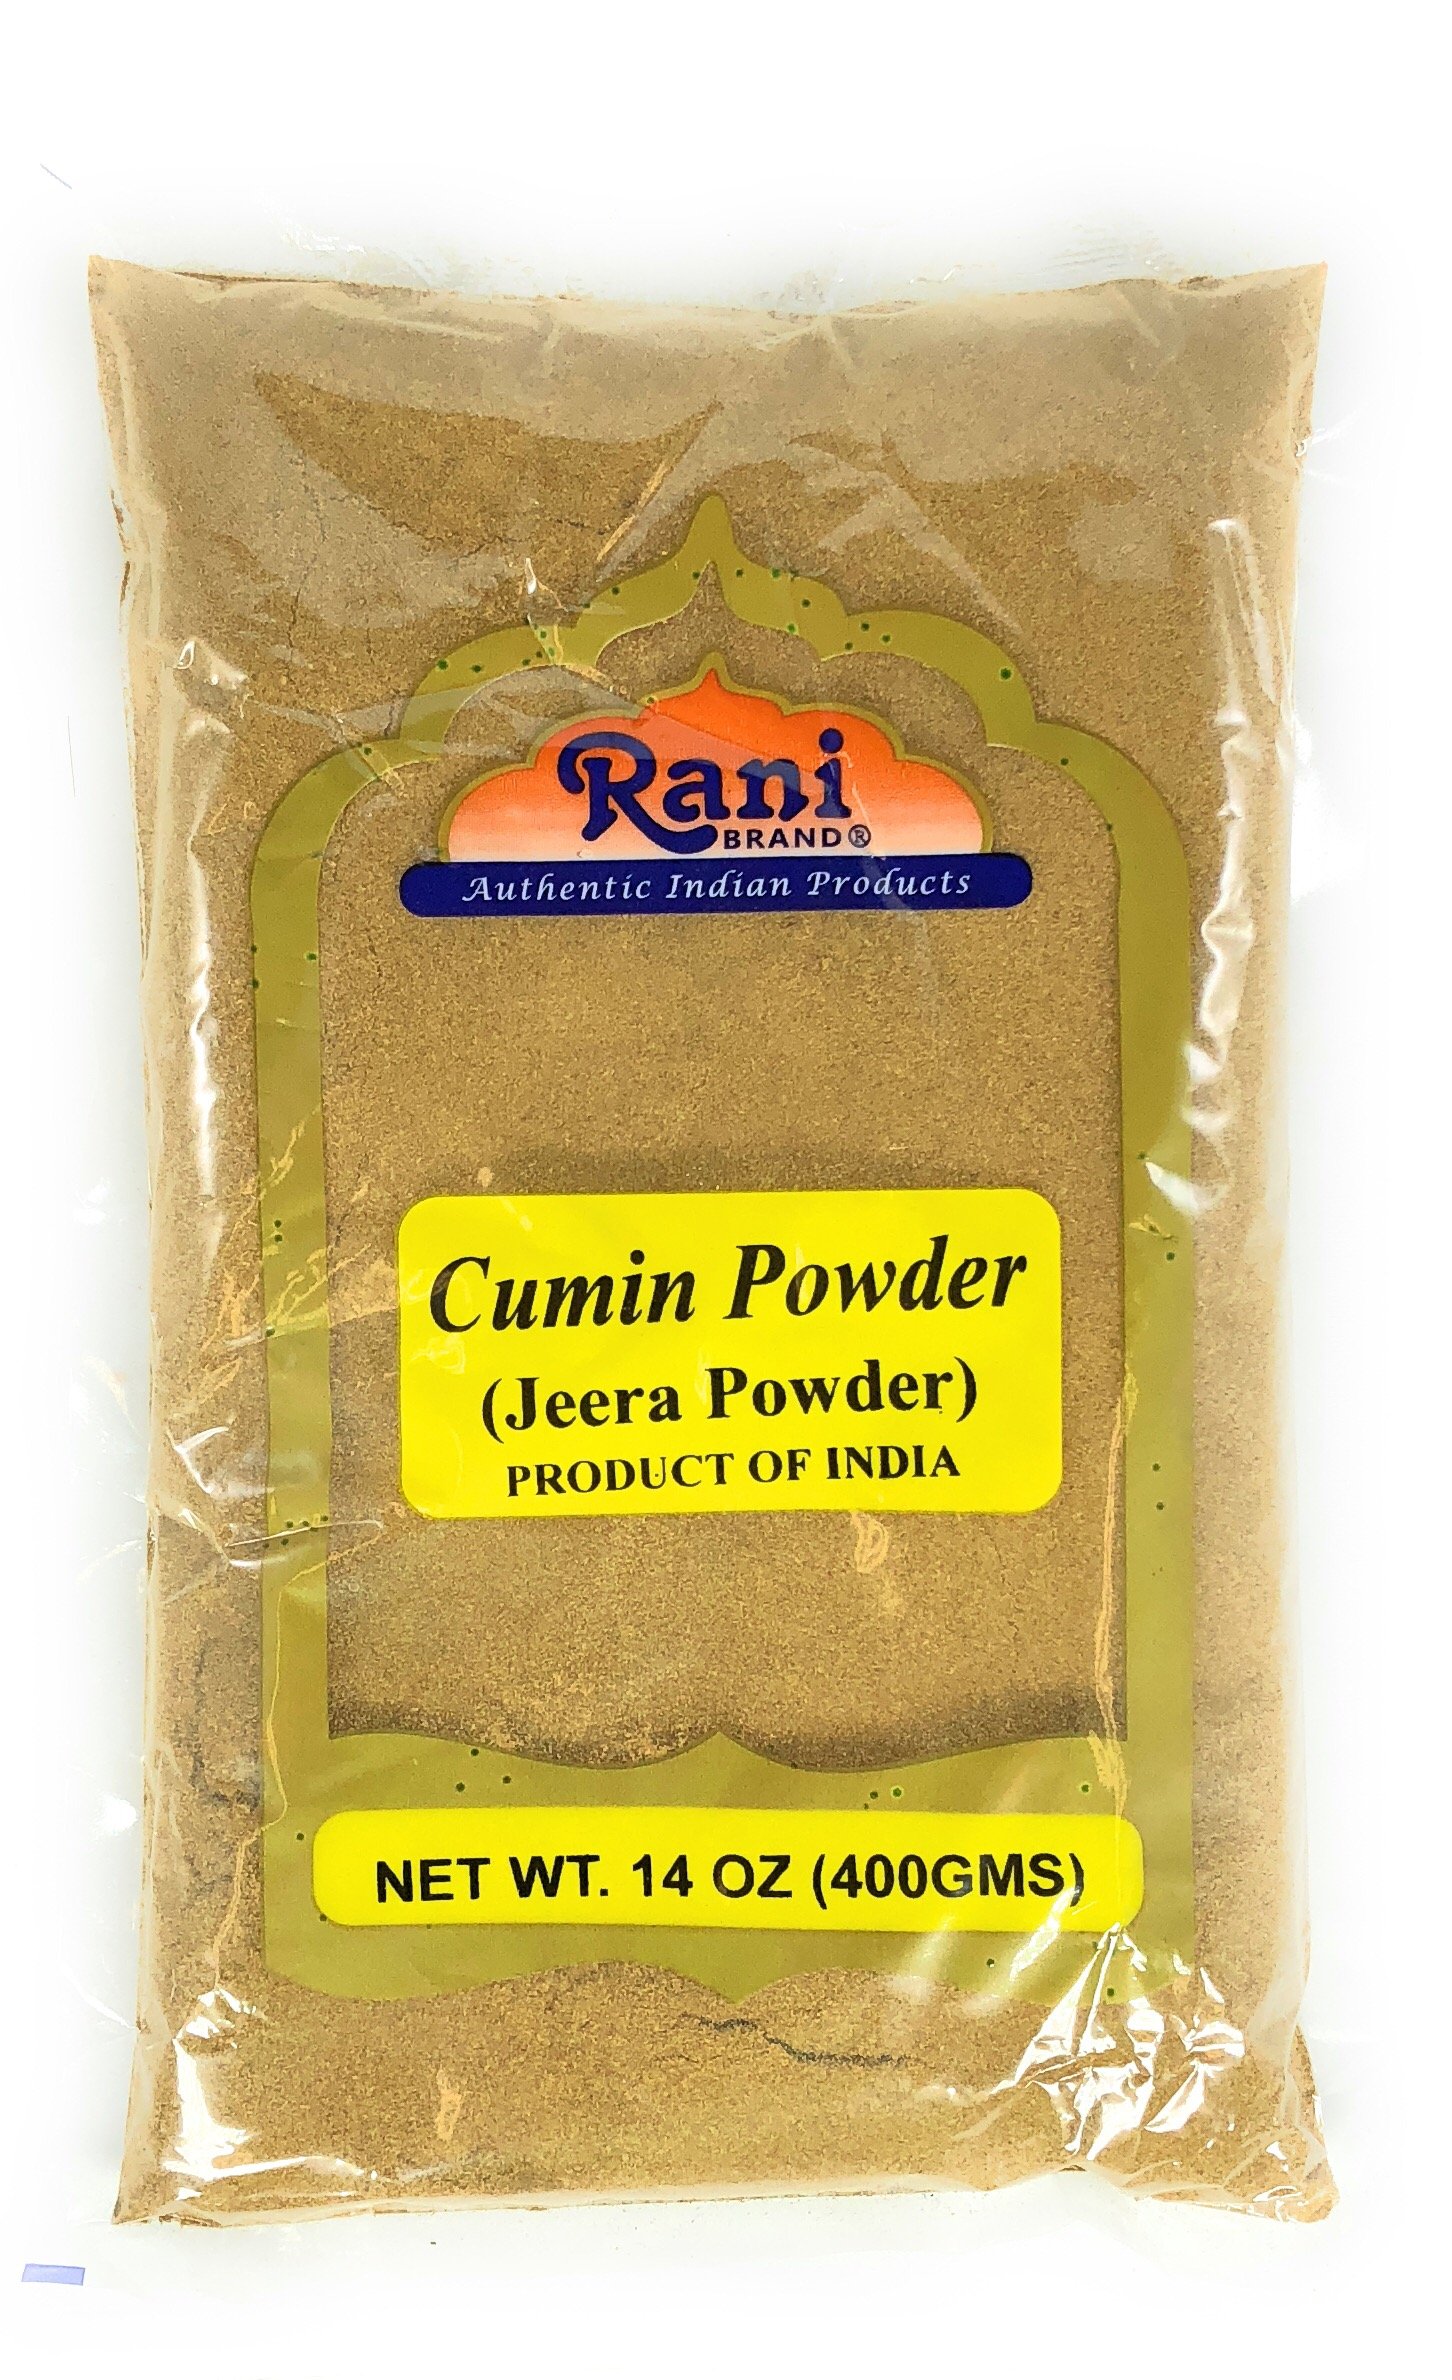 Rani
BRAND®
Authentic Indian Products
Cumin Powder
(Jeera Powder)
PRODUCT OF INDIA
NET WT. 14 OZ (400GMS)